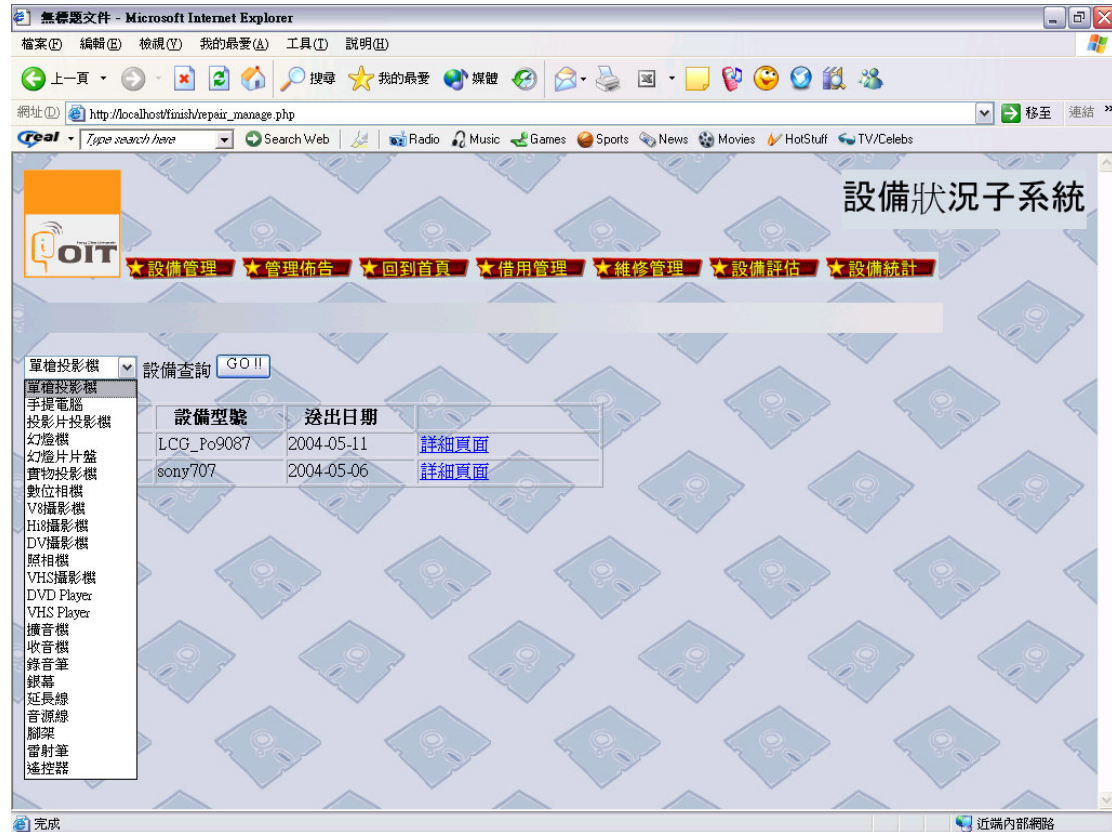 無標題文件 - Microsoft Internet Explorer
檔案(F) 編輯(E) 檢視(V) 我的最愛(A) 工具(T) 說明(H)
上一頁 搜尋 我的最愛 媒體
網址(D) http://localhost/finish/repair_manage.php 移至 連結 »
real Type search here Search Web Radio Music Games Sports News Movies HotStuff TV/Celebs
設備狀況子系統
OIT
設備管理 管理佈告 回到首頁 借用管理 維修管理 設備評估 設備統計
單槍投影機 設備查詢 GO !!
單槍投影機
手提電腦
投影片投影機
幻燈機
幻燈片片盤
實物投影機
數位相機
V8攝影機
Hi8攝影機
DV攝影機
照相機
VHS攝影機
DVD Player
VHS Player
擴音機
收音機
錄音筆
銀幕
延長線
音源線
腳架
雷射筆
遙控器
設備型號 送出日期
LCG_Po9087 2004-05-11 詳細頁面
sony707 2004-05-06 詳細頁面
完成 近端內部網路